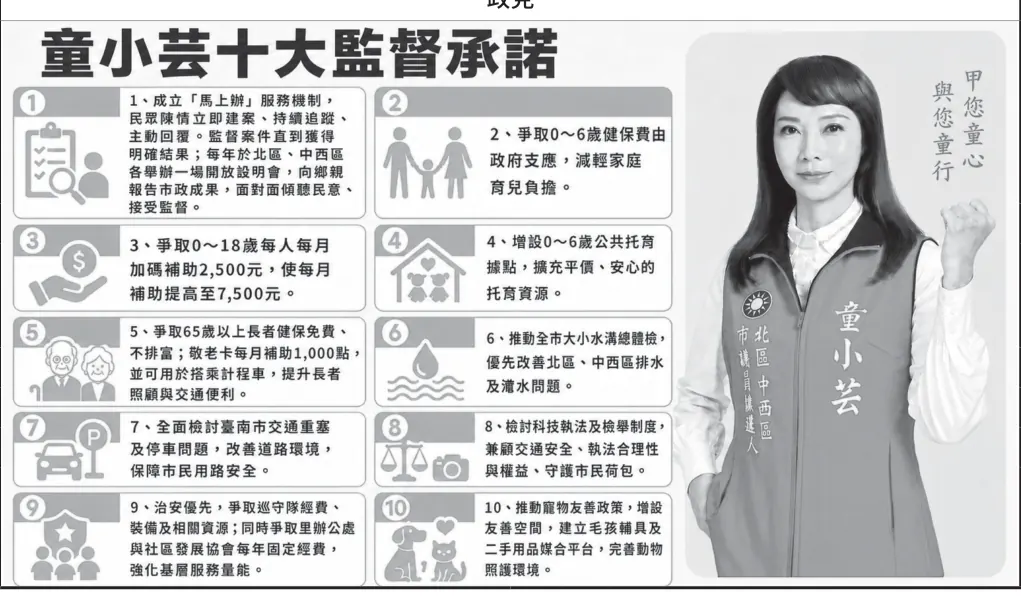 政見
童小芸十大監督承諾
1
1、成立「馬上辦」服務機制，
民眾陳情立即建案、持續追蹤、
主動回覆。監督案件直到獲得
明確結果；每年於北區、中西區
各舉辦一場開放說明會，向鄉親
報告市政成果，面對面傾聽民意、
接受監督。
2
2、爭取0～6歲健保費由
政府支應，減輕家庭
育兒負擔。
3
$
3、爭取0～18歲每人每月
加碼補助2,500元，使每月
補助提高至7,500元。
4
4、增設0～6歲公共托育
據點，擴充平價、安心的
托育資源。
5
5、爭取65歲以上長者健保免費、
不排富；敬老卡每月補助1,000點，
並可用於搭乘計程車，提升長者
照顧與交通便利。
6
6、推動全市大小水溝總體檢，
優先改善北區、中西區排水
及淹水問題。
7
P
7、全面檢討臺南市交通重塞
及停車問題，改善道路環境，
保障市民用路安全。
8
8、檢討科技執法及檢舉制度，
兼顧交通安全、執法合理性
與權益、守護市民荷包。
9
9、治安優先，爭取巡守隊經費、
裝備及相關資源；同時爭取里辦公處
與社區發展協會每年固定經費，
強化基層服務量能。
10
10、推動寵物友善政策，增設
友善空間，建立毛孩輔具及
二手用品媒合平台，完善動物
照護環境。
甲您童心
與您童行
童小芸
北區中西區
市議員擬選人